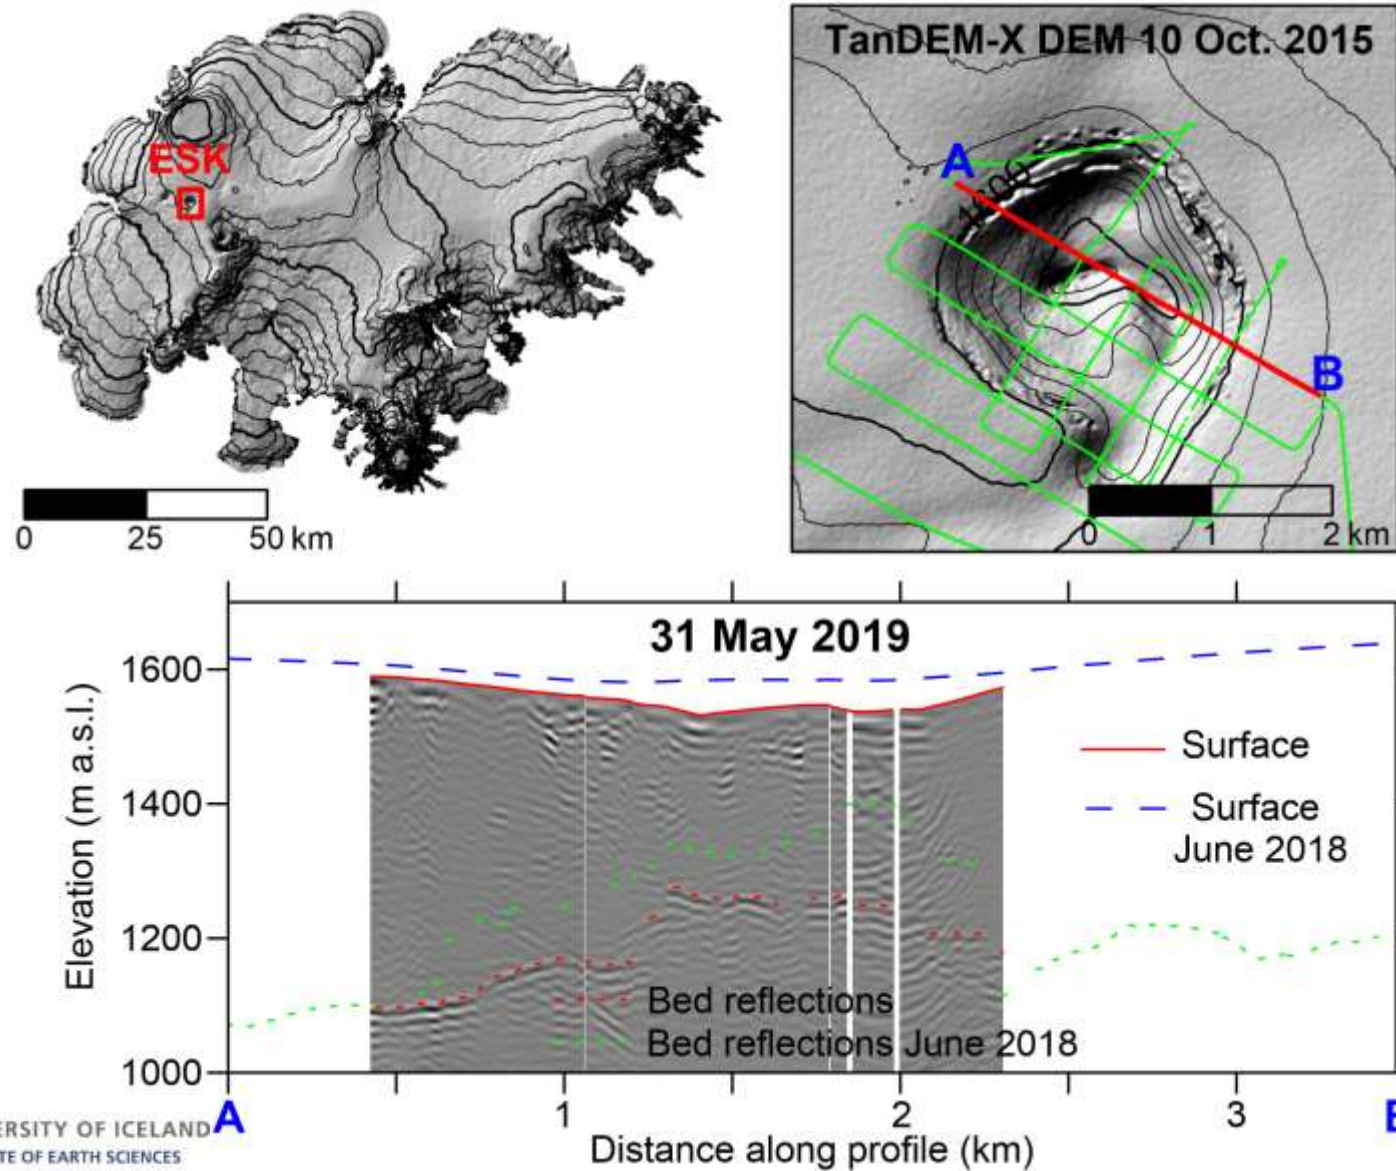 ESK
0 25 50 km
TanDEM-X DEM 10 Oct. 2015
A
B
0 1 2 km
31 May 2019
Elevation (m a.s.l.)
1600
1400
1200
1000
Surface
Surface
June 2018
Bed reflections
Bed reflections June 2018
A 1 2 3
Distance along profile (km)
ERSITY OF ICELAND
TE OF EARTH SCIENCES